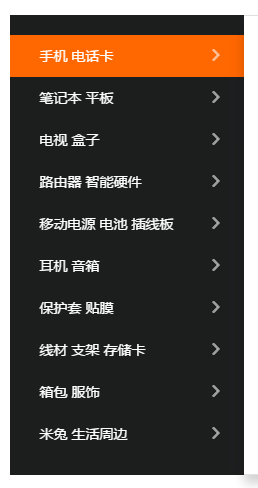 手机 电话卡
笔记本 平板
电视 盒子
路由器 智能硬件
移动电源 电池 插线板
耳机 音箱
保护套 贴膜
线材 支架 存储卡
箱包 服饰
米兔 生活周边